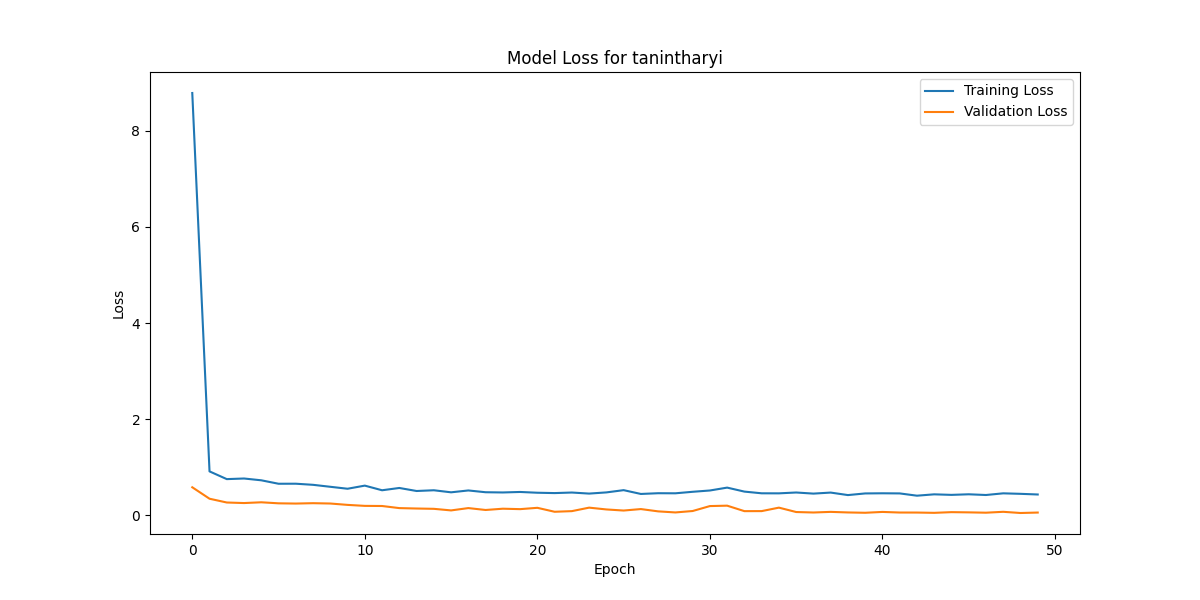 Model Loss for tanintharyi
Training Loss
Validation Loss
8
6
4
2
0
Loss
0 10 20 30 40 50
Epoch